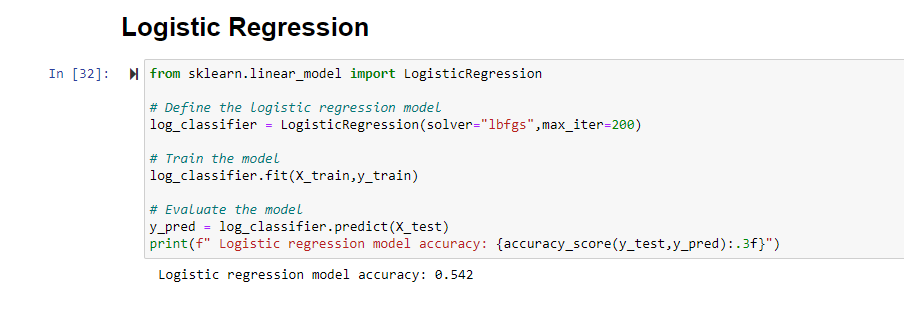 Logistic Regression
In [32]:
from sklearn.linear_model import LogisticRegression
# Define the logistic regression model
log_classifier = LogisticRegression(solver="lbfgs",max_iter=200)
# Train the model
log_classifier.fit(X_train,y_train)
# Evaluate the model
y_pred = log_classifier.predict(X_test)
print(f" Logistic regression model accuracy: {accuracy_score(y_test,y_pred):.3f}")
Logistic regression model accuracy: 0.542